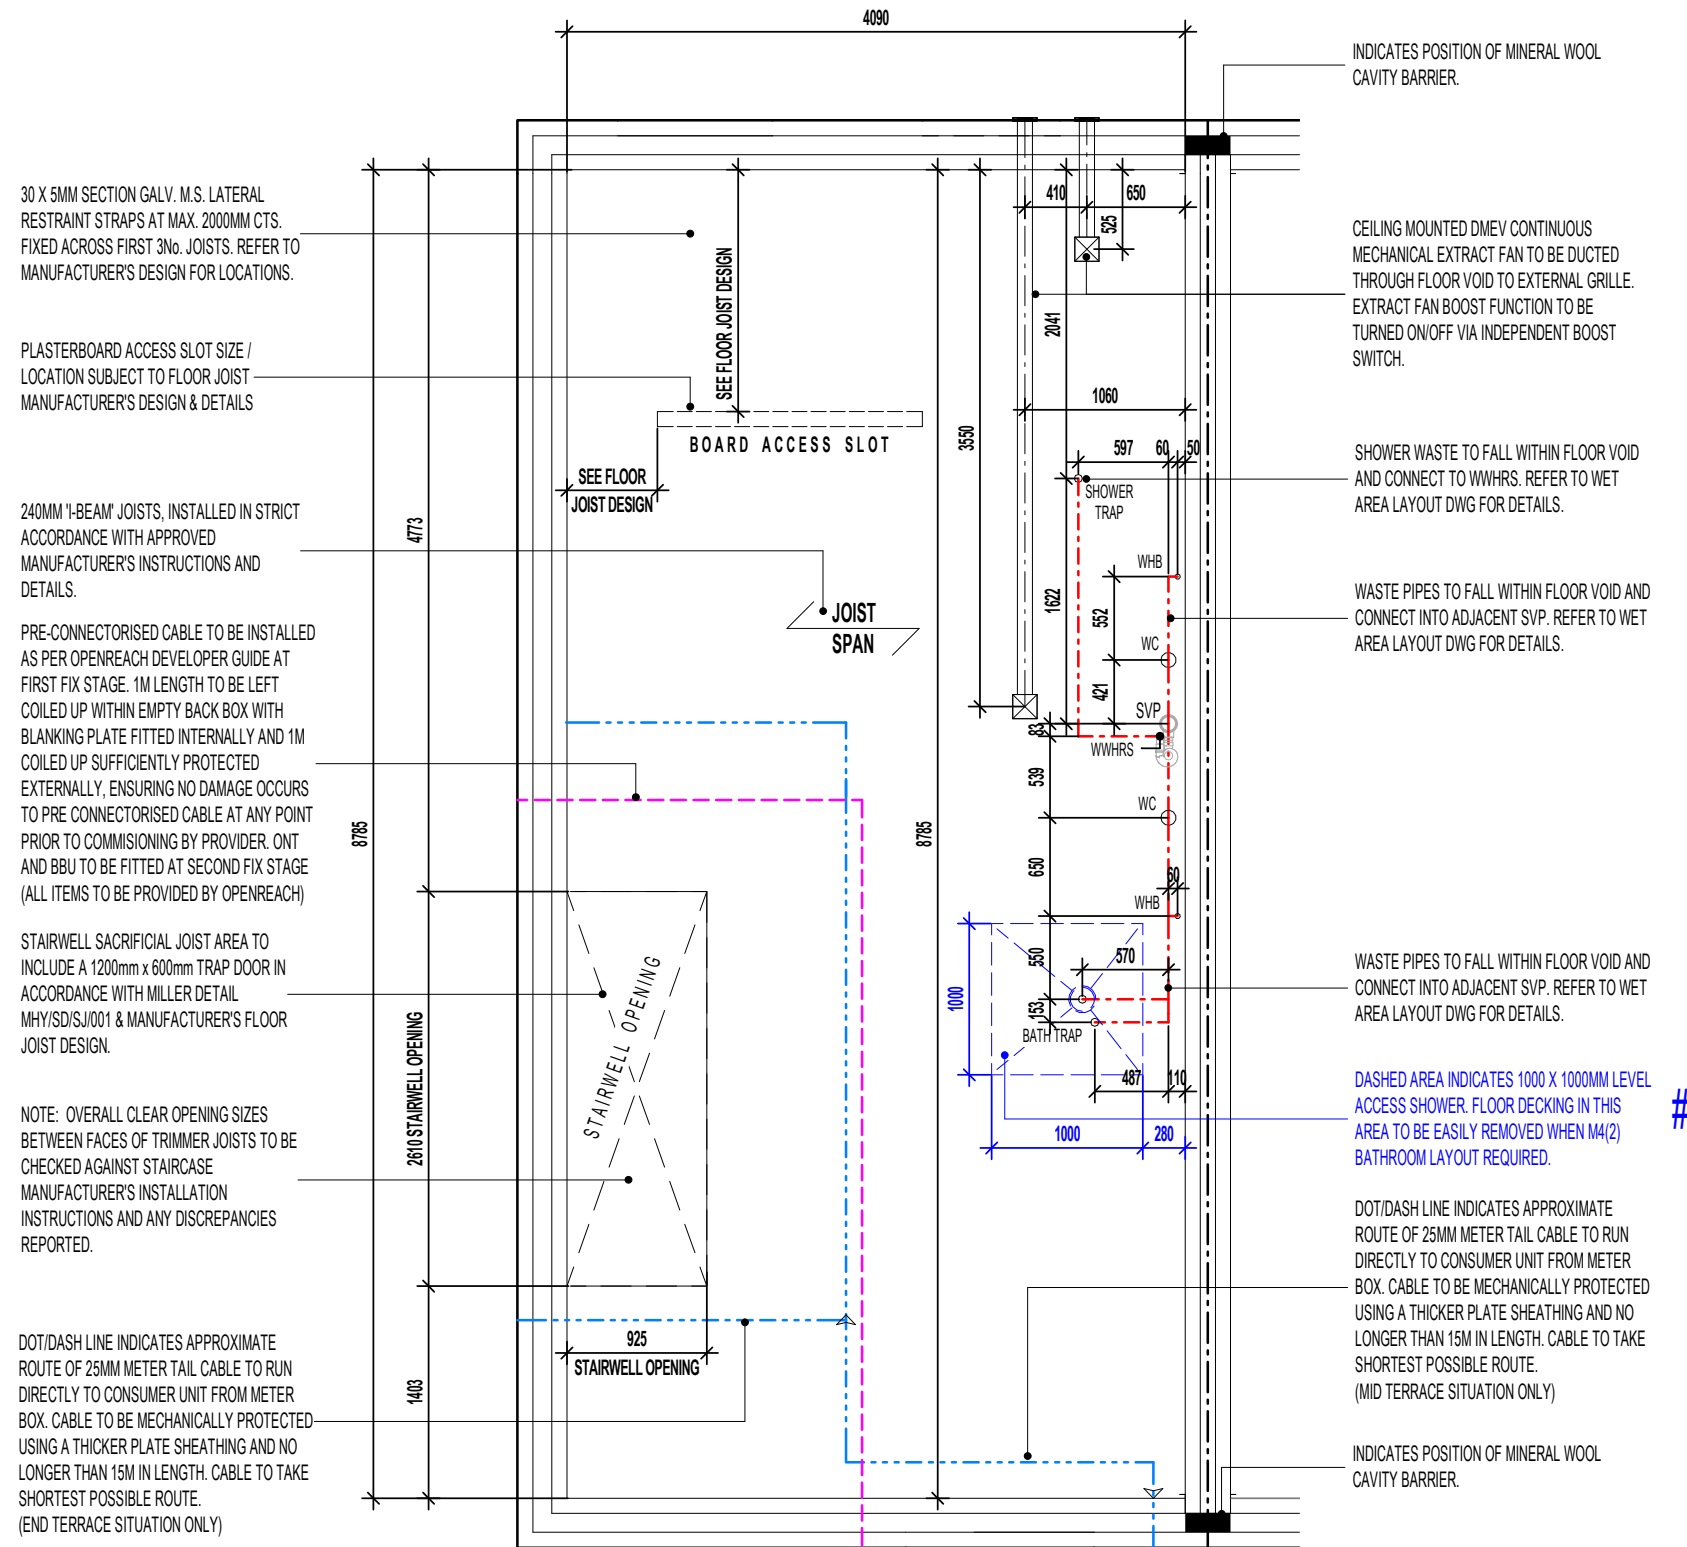 4090
INDICATES POSITION OF MINERAL WOOL
CAVITY BARRIER.
30 X 5MM SECTION GALV. M.S. LATERAL
RESTRAINT STRAPS AT MAX. 2000MM CTS.
FIXED ACROSS FIRST 3No. JOISTS. REFER TO
MANUFACTURER'S DESIGN FOR LOCATIONS.
PLASTERBOARD ACCESS SLOT SIZE /
LOCATION SUBJECT TO FLOOR JOIST
MANUFACTURER'S DESIGN & DETAILS
240MM 'I-BEAM' JOISTS, INSTALLED IN STRICT
ACCORDANCE WITH APPROVED
MANUFACTURER'S INSTRUCTIONS AND
DETAILS.
PRE-CONNECTORISED CABLE TO BE INSTALLED
AS PER OPENREACH DEVELOPER GUIDE AT
FIRST FIX STAGE. 1M LENGTH TO BE LEFT
COILED UP WITHIN EMPTY BACK BOX WITH
BLANKING PLATE FITTED INTERNALLY AND 1M
COILED UP SUFFICIENTLY PROTECTED
EXTERNALLY, ENSURING NO DAMAGE OCCURS
TO PRE CONNECTORISED CABLE AT ANY POINT
PRIOR TO COMMISIONING BY PROVIDER. ONT
AND BBU TO BE FITTED AT SECOND FIX STAGE
(ALL ITEMS TO BE PROVIDED BY OPENREACH)
STAIRWELL SACRIFICIAL JOIST AREA TO
INCLUDE A 1200mm x 600mm TRAP DOOR IN
ACCORDANCE WITH MILLER DETAIL
MHY/SD/SJ/001 & MANUFACTURER'S FLOOR
JOIST DESIGN.
NOTE: OVERALL CLEAR OPENING SIZES
BETWEEN FACES OF TRIMMER JOISTS TO BE
CHECKED AGAINST STAIRCASE
MANUFACTURER'S INSTALLATION
INSTRUCTIONS AND ANY DISCREPANCIES
REPORTED.
DOT/DASH LINE INDICATES APPROXIMATE
ROUTE OF 25MM METER TAIL CABLE TO RUN
DIRECTLY TO CONSUMER UNIT FROM METER
BOX. CABLE TO BE MECHANICALLY PROTECTED
USING A THICKER PLATE SHEATHING AND NO
LONGER THAN 15M IN LENGTH. CABLE TO TAKE
SHORTEST POSSIBLE ROUTE.
(END TERRACE SITUATION ONLY)
8785
4773
2610 STAIRWELL OPENING
1403
SEE FLOOR JOIST DESIGN
BOARD ACCESS SLOT
SEE FLOOR
JOIST DESIGN
JOIST
SPAN
STAIRWELL OPENING
925
STAIRWELL OPENING
8785
3550
410
650
525
2041
1060
597
60
50
SHOWER
TRAP
WHB
1622
552
WC
421
SVP
83
WWHRS
539
WC
650
60
WHB
550
570
1000
153
BATH TRAP
487
110
1000
280
CEILING MOUNTED DMEV CONTINUOUS
MECHANICAL EXTRACT FAN TO BE DUCTED
THROUGH FLOOR VOID TO EXTERNAL GRILLE.
EXTRACT FAN BOOST FUNCTION TO BE
TURNED ON/OFF VIA INDEPENDENT BOOST
SWITCH.
SHOWER WASTE TO FALL WITHIN FLOOR VOID
AND CONNECT TO WWHRS. REFER TO WET
AREA LAYOUT DWG FOR DETAILS.
WASTE PIPES TO FALL WITHIN FLOOR VOID AND
CONNECT INTO ADJACENT SVP. REFER TO WET
AREA LAYOUT DWG FOR DETAILS.
WASTE PIPES TO FALL WITHIN FLOOR VOID AND
CONNECT INTO ADJACENT SVP. REFER TO WET
AREA LAYOUT DWG FOR DETAILS.
DASHED AREA INDICATES 1000 X 1000MM LEVEL
ACCESS SHOWER. FLOOR DECKING IN THIS
AREA TO BE EASILY REMOVED WHEN M4(2)
BATHROOM LAYOUT REQUIRED.
#
DOT/DASH LINE INDICATES APPROXIMATE
ROUTE OF 25MM METER TAIL CABLE TO RUN
DIRECTLY TO CONSUMER UNIT FROM METER
BOX. CABLE TO BE MECHANICALLY PROTECTED
USING A THICKER PLATE SHEATHING AND NO
LONGER THAN 15M IN LENGTH. CABLE TO TAKE
SHORTEST POSSIBLE ROUTE.
(MID TERRACE SITUATION ONLY)
INDICATES POSITION OF MINERAL WOOL
CAVITY BARRIER.